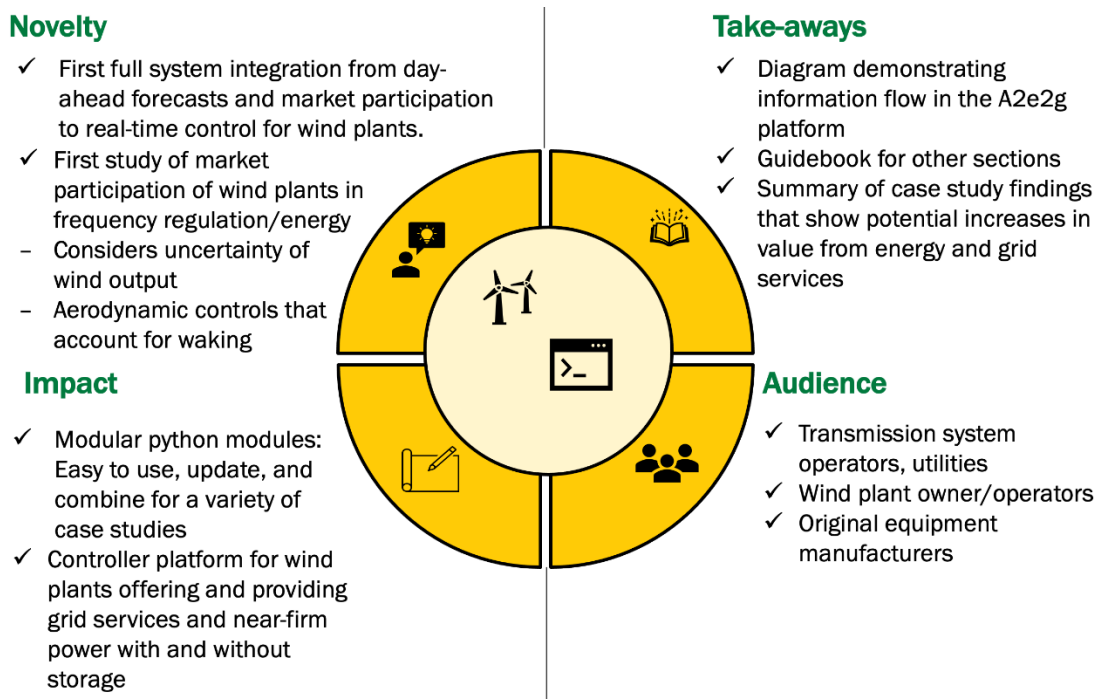 Novelty
✓ First full system integration from day-
ahead forecasts and market participation
to real-time control for wind plants.
✓ First study of market
participation of wind plants in
frequency regulation/energy
– Considers uncertainty of
wind output
– Aerodynamic controls that
account for waking
Take-aways
✓ Diagram demonstrating
information flow in the A2e2g
platform
✓ Guidebook for other sections
✓ Summary of case study findings
that show potential increases in
value from energy and grid
services
Impact
✓ Modular python modules:
Easy to use, update, and
combine for a variety of
case studies
✓ Controller platform for wind
plants offering and providing
grid services and near-firm
power with and without
storage
Audience
✓ Transmission system
operators, utilities
✓ Wind plant owner/operators
✓ Original equipment
manufacturers